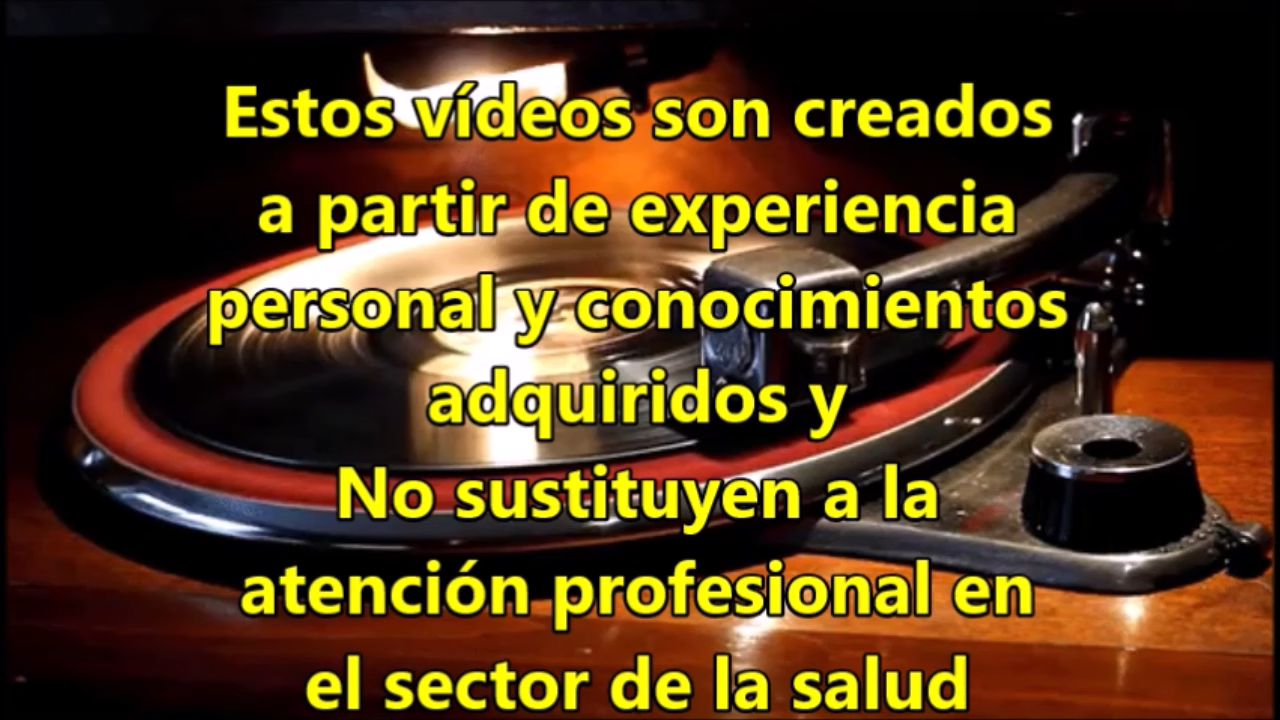 Estos vídeos son creados
a partir de experiencia
personal y conocimientos
adquiridos y
No sustituyen a la
atención profesional en
el sector de la salud